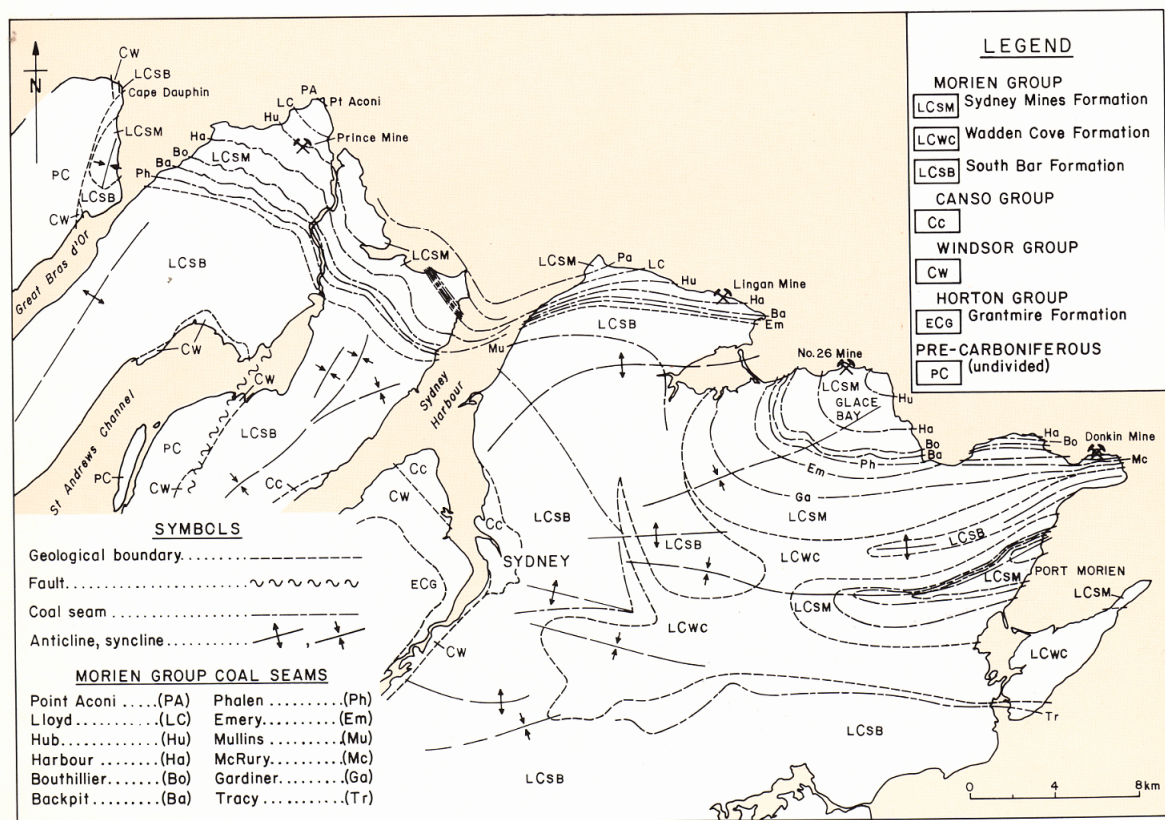 N
CW
LCSB
Cape Dauphin
LCSM
PC
LCSB
CW
PA
LC
Pt Aconi
Hu
Prince Mine
Ha
LCSM
Bo
Ba
Ph
Great Bras d'Or
LCSB
CW
St Andrews Channel
CW
PC
LCSB
PC
CW
Cc
LCSM
Sydney Harbour
LCSM
Pa
LC
Hu
Lingan Mine
Ha
Ba
Em
LCSB
Mu
No. 26 Mine
LCSM
GLACE BAY
Hu
Ha
Bo
Ba
Ph
Em
Ga
LCSM
Ha
Bo
Donkin Mine
Mc
Cc
CW
Cc
LCSB
SYDNEY
ECG
CW
LCSB
LCWC
LCSB
LCSM
LCSM
PORT MORIEN
LCSM
LCWC
LCWC
Tr
LCSB
LCSB
0 4 8km
LEGEND
MORIEN GROUP
LCSM Sydney Mines Formation
LCWC Wadden Cove Formation
LCSB South Bar Formation
CANSO GROUP
Cc
WINDSOR GROUP
CW
HORTON GROUP
ECG Grantmire Formation
PRE-CARBONIFEROUS
PC (undivided)
SYMBOLS
Geological boundary
Fault
Coal seam
Anticline, syncline ,
MORIEN GROUP COAL SEAMS
Point Aconi .....(PA) Phalen .........(Ph)
Lloyd .........(LC) Emery..........(Em)
Hub...........(Hu) Mullins .........(Mu)
Harbour .......(Ha) McRury.........(Mc)
Bouthillier.......(Bo) Gardiner........(Ga)
Backpit ........(Ba) Tracy ..........(Tr)